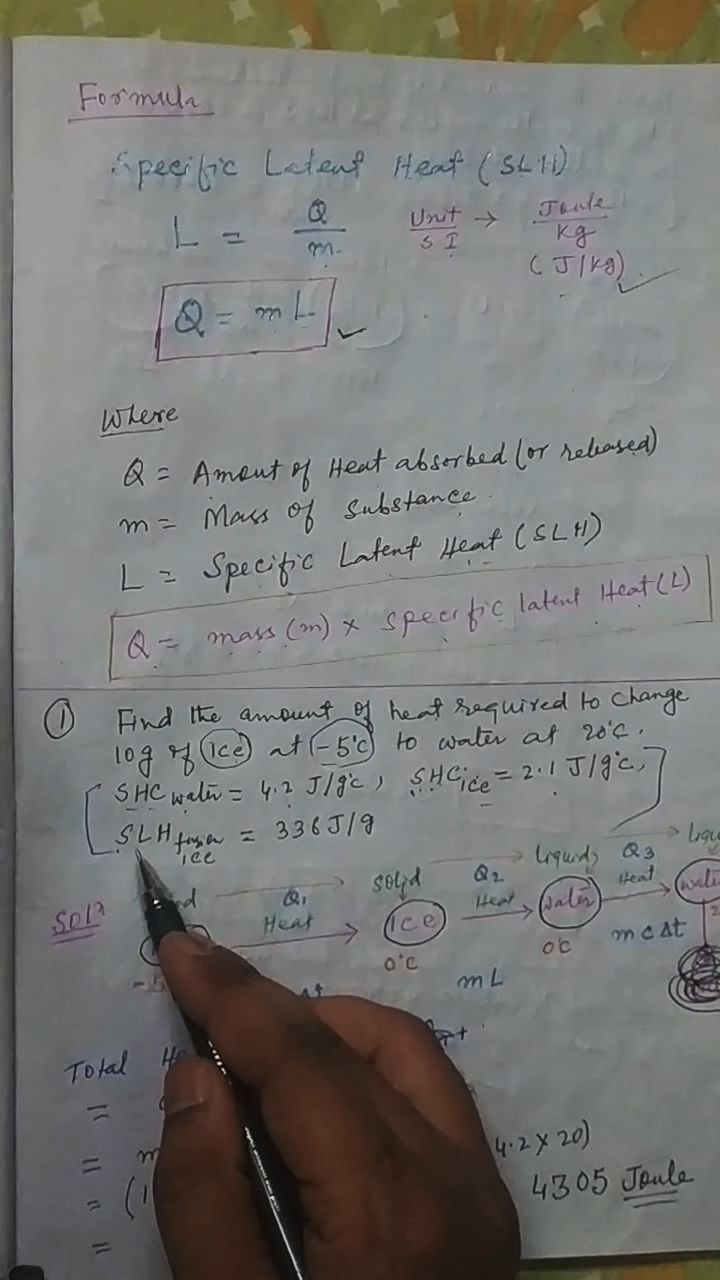 Formula
Specific Latent Heat (SLH)
L = Q/m Unit/SI → Joule/Kg
(J/Kg)
Q = mL
Where
Q = Amout of Heat absorbed (or released)
m = Mass of Substance.
L = Specific Latent Heat (SLH)
Q = mass(m) × specific latent Heat(L)
① Find the amount of heat required to change
10g of ice at -5°C to water at 20°C.
SHC water = 4.2 J/g°C, SHC ice = 2.1 J/g°C,
SLH fusion ice = 336 J/g
Q1 solid Q2 liquid Q3
Soln Heat ice Heat water Heat
0°C 0°C mcΔt
mL
Total
=
= m 4.2 × 20)
= (1 4305 Joule
=